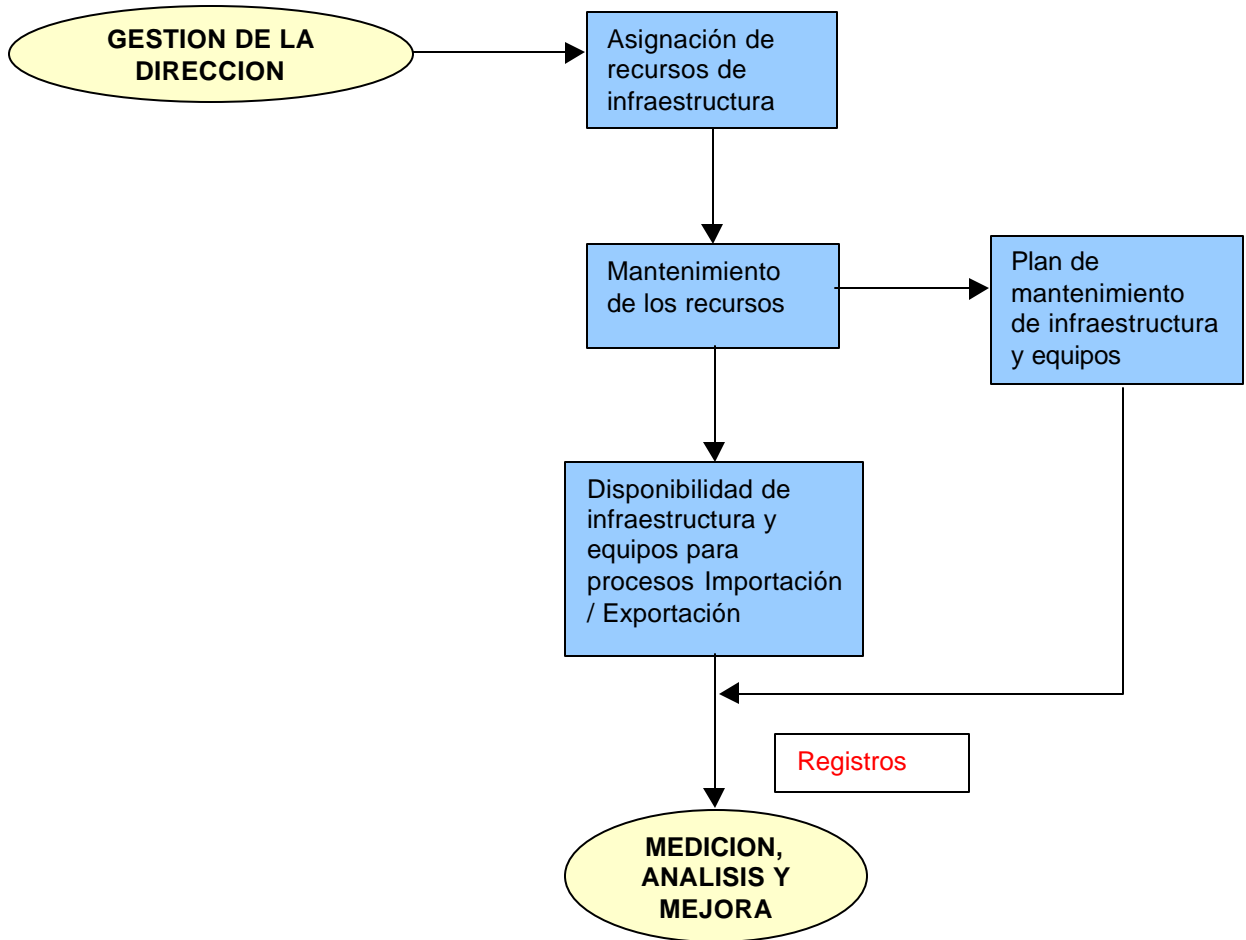 GESTION DE LA
DIRECCION
Asignación de
recursos de
infraestructura
Mantenimiento
de los recursos
Plan de
mantenimiento
de infraestructura
y equipos
Disponibilidad de
infraestructura y
equipos para
procesos Importación
/ Exportación
Registros
MEDICION,
ANALISIS Y
MEJORA